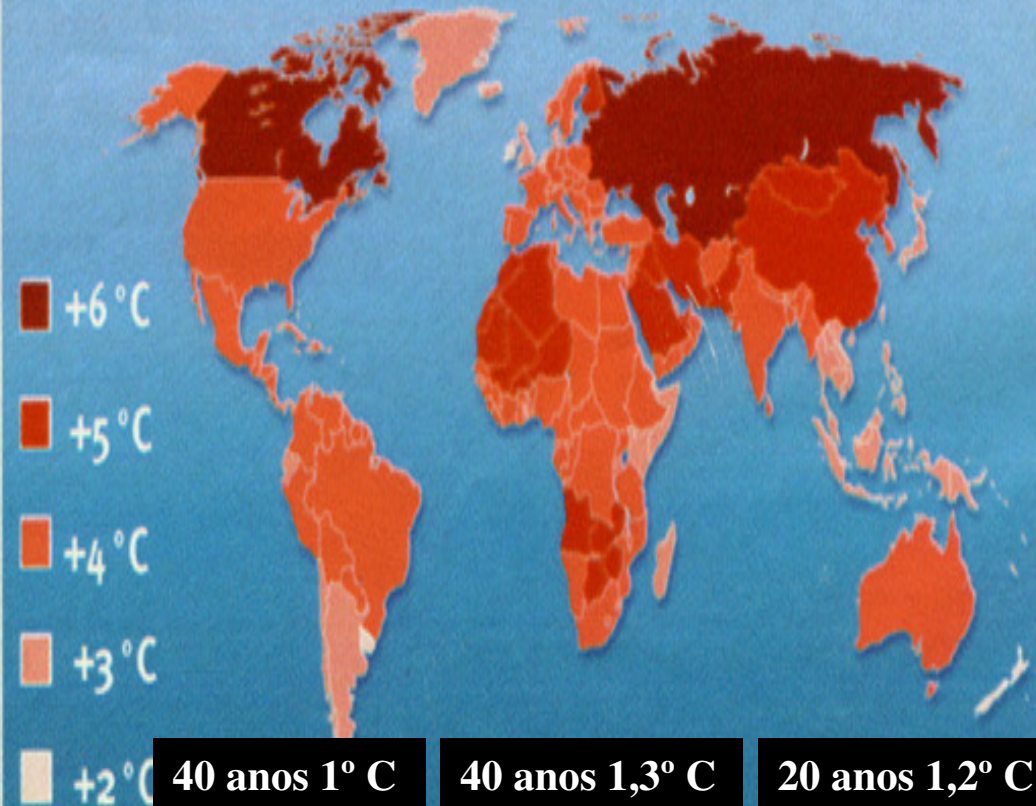 +6 °C
+5 °C
+4 °C
+3 °C
+2 °C
40 anos 1º C
40 anos 1,3º C
20 anos 1,2º C